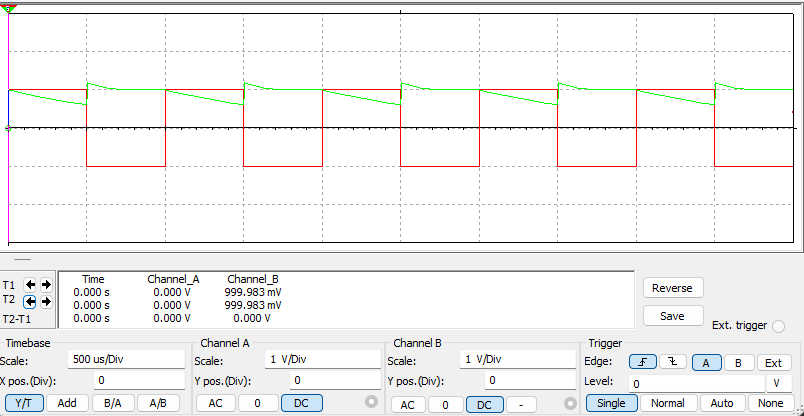 Time Channel_A Channel_B
T1 0.000 s 0.000 V 999.983 mV
T2 0.000 s 0.000 V 999.983 mV
T2-T1 0.000 s 0.000 V 0.000 V
Reverse
Save
Ext. trigger
Timebase
Scale: 500 us/Div
X pos.(Div): 0
Y/T Add B/A A/B
Channel A
Scale: 1 V/Div
Y pos.(Div): 0
AC 0 DC
Channel B
Scale: 1 V/Div
Y pos.(Div): 0
AC 0 DC -
Trigger
Edge: A B Ext
Level: 0 V
Single Normal Auto None